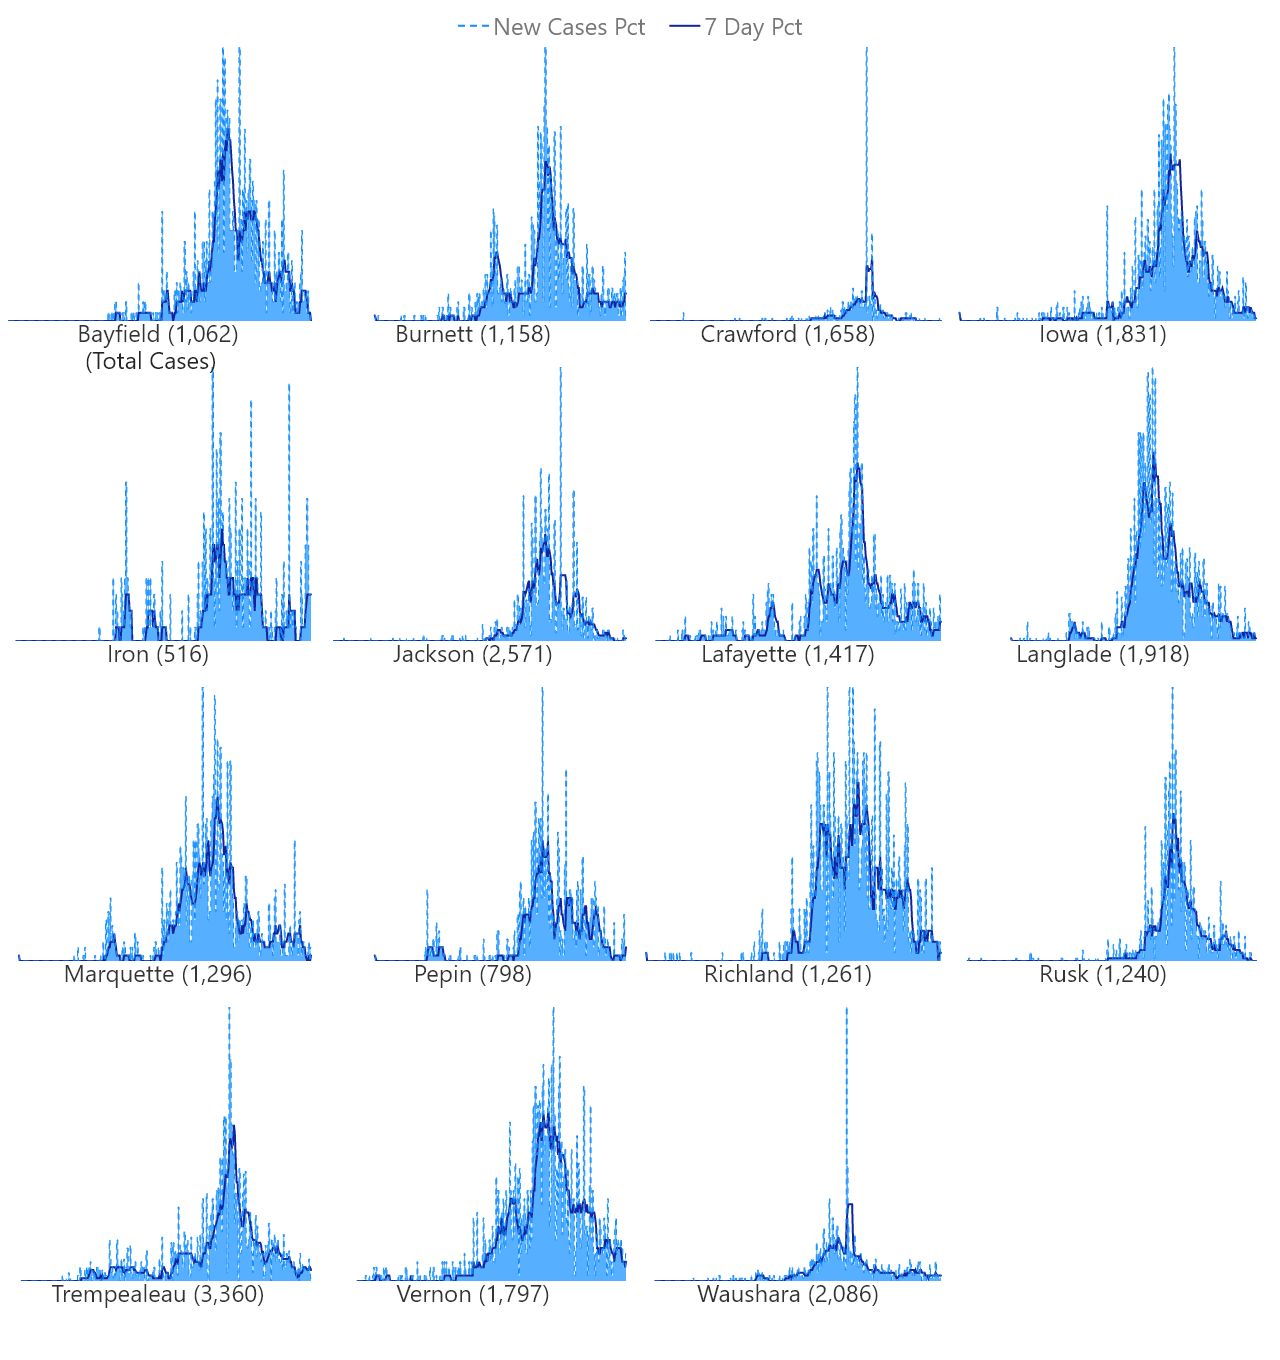 New Cases Pct 7 Day Pct
Bayfield (1,062) Burnett (1,158) Crawford (1,658) Iowa (1,831)
(Total Cases)
Iron (516) Jackson (2,571) Lafayette (1,417) Langlade (1,918)
Marquette (1,296) Pepin (798) Richland (1,261) Rusk (1,240)
Trempealeau (3,360) Vernon (1,797) Waushara (2,086)